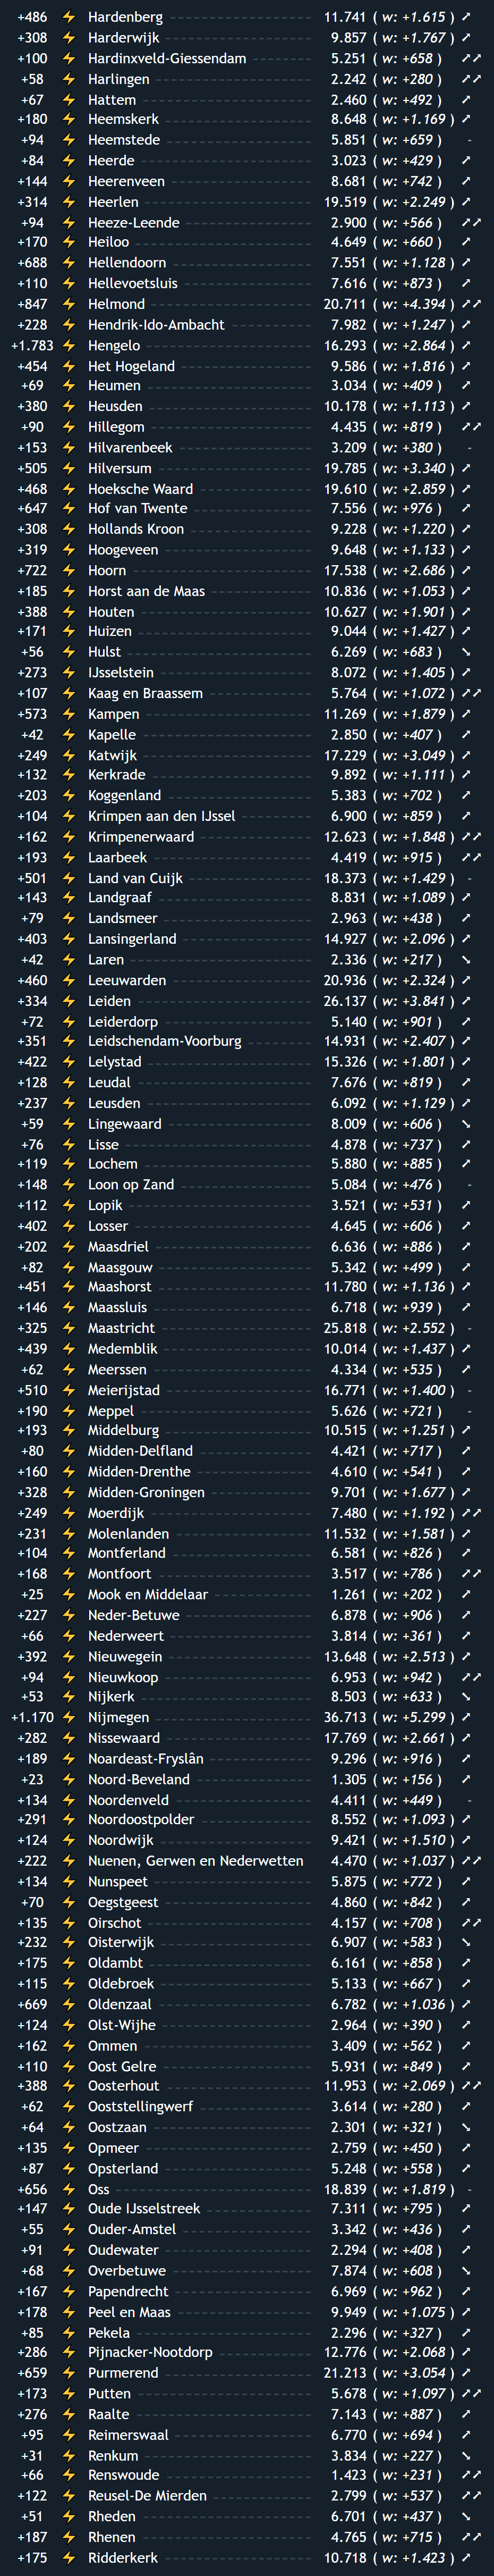 +486 ⚡ Hardenberg 11.741 ( w: +1.615 ) ↗
+308 ⚡ Harderwijk 9.857 ( w: +1.767 ) ↗
+100 ⚡ Hardinxveld-Giessendam 5.251 ( w: +658 ) ↗↗
+58 ⚡ Harlingen 2.242 ( w: +280 ) ↗↗
+67 ⚡ Hattem 2.460 ( w: +492 ) ↗
+180 ⚡ Heemskerk 8.648 ( w: +1.169 ) ↗
+94 ⚡ Heemstede 5.851 ( w: +659 ) -
+84 ⚡ Heerde 3.023 ( w: +429 ) ↗
+144 ⚡ Heerenveen 8.681 ( w: +742 ) ↗
+314 ⚡ Heerlen 19.519 ( w: +2.249 ) ↗
+94 ⚡ Heeze-Leende 2.900 ( w: +566 ) ↗↗
+170 ⚡ Heiloo 4.649 ( w: +660 ) ↗
+688 ⚡ Hellendoorn 7.551 ( w: +1.128 ) ↗
+110 ⚡ Hellevoetsluis 7.616 ( w: +873 ) ↗
+847 ⚡ Helmond 20.711 ( w: +4.394 ) ↗↗
+228 ⚡ Hendrik-Ido-Ambacht 7.982 ( w: +1.247 ) ↗
+1.783 ⚡ Hengelo 16.293 ( w: +2.864 ) ↗
+454 ⚡ Het Hogeland 9.586 ( w: +1.816 ) ↗
+69 ⚡ Heumen 3.034 ( w: +409 ) ↗
+380 ⚡ Heusden 10.178 ( w: +1.113 ) ↗
+90 ⚡ Hillegom 4.435 ( w: +819 ) ↗↗
+153 ⚡ Hilvarenbeek 3.209 ( w: +380 ) -
+505 ⚡ Hilversum 19.785 ( w: +3.340 ) ↗
+468 ⚡ Hoeksche Waard 19.610 ( w: +2.859 ) ↗
+647 ⚡ Hof van Twente 7.556 ( w: +976 ) ↗
+308 ⚡ Hollands Kroon 9.228 ( w: +1.220 ) ↗
+319 ⚡ Hoogeveen 9.648 ( w: +1.133 ) ↗
+722 ⚡ Hoorn 17.538 ( w: +2.686 ) ↗
+185 ⚡ Horst aan de Maas 10.836 ( w: +1.053 ) ↗
+388 ⚡ Houten 10.627 ( w: +1.901 ) ↗
+171 ⚡ Huizen 9.044 ( w: +1.427 ) ↗
+56 ⚡ Hulst 6.269 ( w: +683 ) ↘
+273 ⚡ IJsselstein 8.072 ( w: +1.405 ) ↗
+107 ⚡ Kaag en Braassem 5.764 ( w: +1.072 ) ↗↗
+573 ⚡ Kampen 11.269 ( w: +1.879 ) ↗
+42 ⚡ Kapelle 2.850 ( w: +407 ) ↗
+249 ⚡ Katwijk 17.229 ( w: +3.049 ) ↗
+132 ⚡ Kerkrade 9.892 ( w: +1.111 ) ↗
+203 ⚡ Koggenland 5.383 ( w: +702 ) ↗
+104 ⚡ Krimpen aan den IJssel 6.900 ( w: +859 ) ↗
+162 ⚡ Krimpenerwaard 12.623 ( w: +1.848 ) ↗↗
+193 ⚡ Laarbeek 4.419 ( w: +915 ) ↗↗
+501 ⚡ Land van Cuijk 18.373 ( w: +1.429 ) -
+143 ⚡ Landgraaf 8.831 ( w: +1.089 ) ↗
+79 ⚡ Landsmeer 2.963 ( w: +438 ) ↗
+403 ⚡ Lansingerland 14.927 ( w: +2.096 ) ↗
+42 ⚡ Laren 2.336 ( w: +217 ) ↘
+460 ⚡ Leeuwarden 20.936 ( w: +2.324 ) ↗
+334 ⚡ Leiden 26.137 ( w: +3.841 ) ↗
+72 ⚡ Leiderdorp 5.140 ( w: +901 ) ↗
+351 ⚡ Leidschendam-Voorburg 14.931 ( w: +2.407 ) ↗
+422 ⚡ Lelystad 15.326 ( w: +1.801 ) ↗
+128 ⚡ Leudal 7.676 ( w: +819 ) ↗
+237 ⚡ Leusden 6.092 ( w: +1.129 ) ↗
+59 ⚡ Lingewaard 8.009 ( w: +606 ) ↘
+76 ⚡ Lisse 4.878 ( w: +737 ) ↗
+119 ⚡ Lochem 5.880 ( w: +885 ) ↗
+148 ⚡ Loon op Zand 5.084 ( w: +476 ) -
+112 ⚡ Lopik 3.521 ( w: +531 ) ↗
+402 ⚡ Losser 4.645 ( w: +606 ) ↗
+202 ⚡ Maasdriel 6.636 ( w: +886 ) ↗
+82 ⚡ Maasgouw 5.342 ( w: +499 ) ↗
+451 ⚡ Maashorst 11.780 ( w: +1.136 ) ↗
+146 ⚡ Maassluis 6.718 ( w: +939 ) ↗
+325 ⚡ Maastricht 25.818 ( w: +2.552 ) -
+439 ⚡ Medemblik 10.014 ( w: +1.437 ) ↗
+62 ⚡ Meerssen 4.334 ( w: +535 ) ↗
+510 ⚡ Meierijstad 16.771 ( w: +1.400 ) -
+190 ⚡ Meppel 5.626 ( w: +721 ) -
+193 ⚡ Middelburg 10.515 ( w: +1.251 ) ↗
+80 ⚡ Midden-Delfland 4.421 ( w: +717 ) ↗
+160 ⚡ Midden-Drenthe 4.610 ( w: +541 ) ↗
+328 ⚡ Midden-Groningen 9.701 ( w: +1.677 ) ↗
+249 ⚡ Moerdijk 7.480 ( w: +1.192 ) ↗↗
+231 ⚡ Molenlanden 11.532 ( w: +1.581 ) ↗
+104 ⚡ Montferland 6.581 ( w: +826 ) ↗
+168 ⚡ Montfoort 3.517 ( w: +786 ) ↗↗
+25 ⚡ Mook en Middelaar 1.261 ( w: +202 ) ↗
+227 ⚡ Neder-Betuwe 6.878 ( w: +906 ) ↗
+66 ⚡ Nederweert 3.814 ( w: +361 ) ↗
+392 ⚡ Nieuwegein 13.648 ( w: +2.513 ) ↗
+94 ⚡ Nieuwkoop 6.953 ( w: +942 ) ↗↗
+53 ⚡ Nijkerk 8.503 ( w: +633 ) ↘
+1.170 ⚡ Nijmegen 36.713 ( w: +5.299 ) ↗
+282 ⚡ Nissewaard 17.769 ( w: +2.661 ) ↗
+189 ⚡ Noardeast-Fryslân 9.296 ( w: +916 ) ↗
+23 ⚡ Noord-Beveland 1.305 ( w: +156 ) ↗
+134 ⚡ Noordenveld 4.411 ( w: +449 ) -
+291 ⚡ Noordoostpolder 8.552 ( w: +1.093 ) ↗
+124 ⚡ Noordwijk 9.421 ( w: +1.510 ) ↗
+222 ⚡ Nuenen, Gerwen en Nederwetten 4.470 ( w: +1.037 ) ↗↗
+134 ⚡ Nunspeet 5.875 ( w: +772 ) ↗
+70 ⚡ Oegstgeest 4.860 ( w: +842 ) ↗
+135 ⚡ Oirschot 4.157 ( w: +708 ) ↗↗
+232 ⚡ Oisterwijk 6.907 ( w: +583 ) ↘
+175 ⚡ Oldambt 6.161 ( w: +858 ) ↗
+115 ⚡ Oldebroek 5.133 ( w: +667 ) ↗
+669 ⚡ Oldenzaal 6.782 ( w: +1.036 ) ↗
+124 ⚡ Olst-Wijhe 2.964 ( w: +390 ) ↗
+162 ⚡ Ommen 3.409 ( w: +562 ) ↗
+110 ⚡ Oost Gelre 5.931 ( w: +849 ) ↗
+388 ⚡ Oosterhout 11.953 ( w: +2.069 ) ↗↗
+62 ⚡ Ooststellingwerf 3.614 ( w: +280 ) ↗
+64 ⚡ Oostzaan 2.301 ( w: +321 ) ↘
+135 ⚡ Opmeer 2.759 ( w: +450 ) ↗
+87 ⚡ Opsterland 5.248 ( w: +558 ) ↗
+656 ⚡ Oss 18.839 ( w: +1.819 ) -
+147 ⚡ Oude IJsselstreek 7.311 ( w: +795 ) ↗
+55 ⚡ Ouder-Amstel 3.342 ( w: +436 ) ↗
+91 ⚡ Oudewater 2.294 ( w: +408 ) ↗
+68 ⚡ Overbetuwe 7.874 ( w: +608 ) ↘
+167 ⚡ Papendrecht 6.969 ( w: +962 ) ↗
+178 ⚡ Peel en Maas 9.949 ( w: +1.075 ) ↗
+85 ⚡ Pekela 2.296 ( w: +327 ) ↗
+286 ⚡ Pijnacker-Nootdorp 12.776 ( w: +2.068 ) ↗
+659 ⚡ Purmerend 21.213 ( w: +3.054 ) ↗
+173 ⚡ Putten 5.678 ( w: +1.097 ) ↗↗
+276 ⚡ Raalte 7.143 ( w: +887 ) ↗
+95 ⚡ Reimerswaal 6.770 ( w: +694 ) ↗
+31 ⚡ Renkum 3.834 ( w: +227 ) ↘
+66 ⚡ Renswoude 1.423 ( w: +231 ) ↗↗
+122 ⚡ Reusel-De Mierden 2.799 ( w: +537 ) ↗↗
+51 ⚡ Rheden 6.701 ( w: +437 ) ↘
+187 ⚡ Rhenen 4.765 ( w: +715 ) ↗↗
+175 ⚡ Ridderkerk 10.718 ( w: +1.423 ) ↗